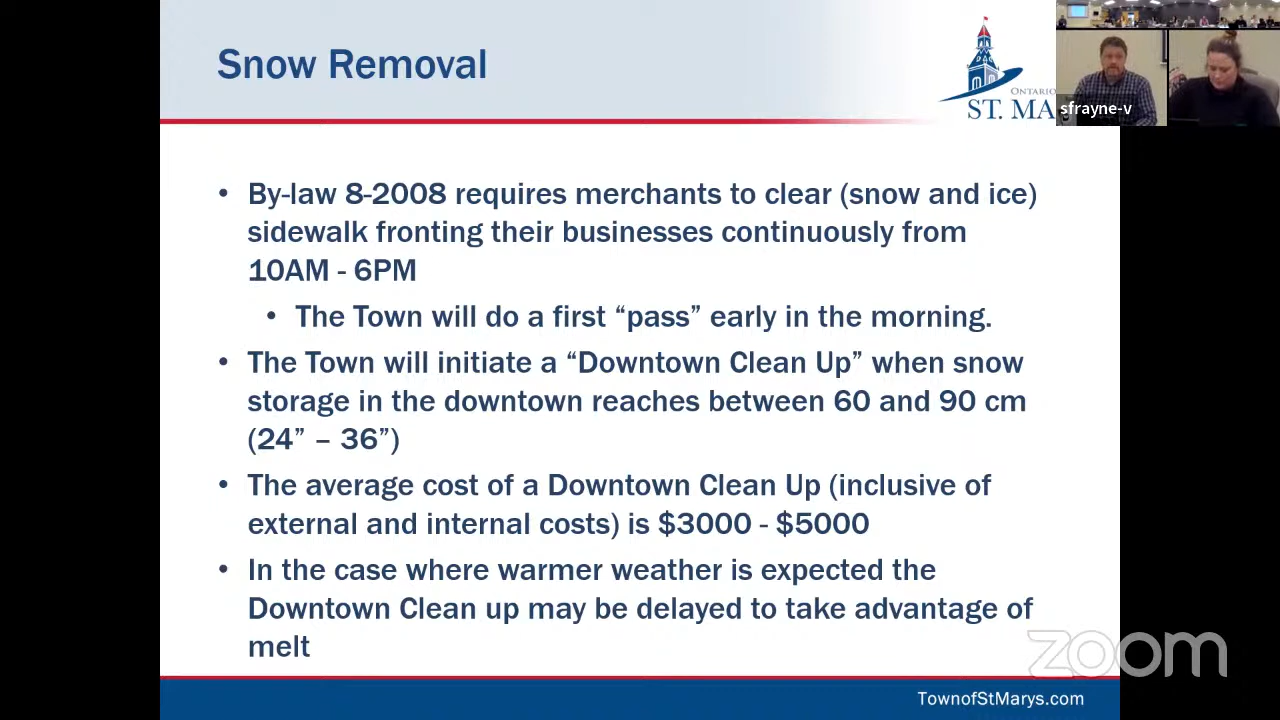 Snow Removal
ONTARIO
ST. MA
sfrayne-v
• By-law 8-2008 requires merchants to clear (snow and ice)
sidewalk fronting their businesses continuously from
10AM - 6PM
• The Town will do a first “pass” early in the morning.
• The Town will initiate a “Downtown Clean Up” when snow
storage in the downtown reaches between 60 and 90 cm
(24” – 36”)
• The average cost of a Downtown Clean Up (inclusive of
external and internal costs) is $3000 - $5000
• In the case where warmer weather is expected the
Downtown Clean up may be delayed to take advantage of
melt
zoom
TownofStMarys.com